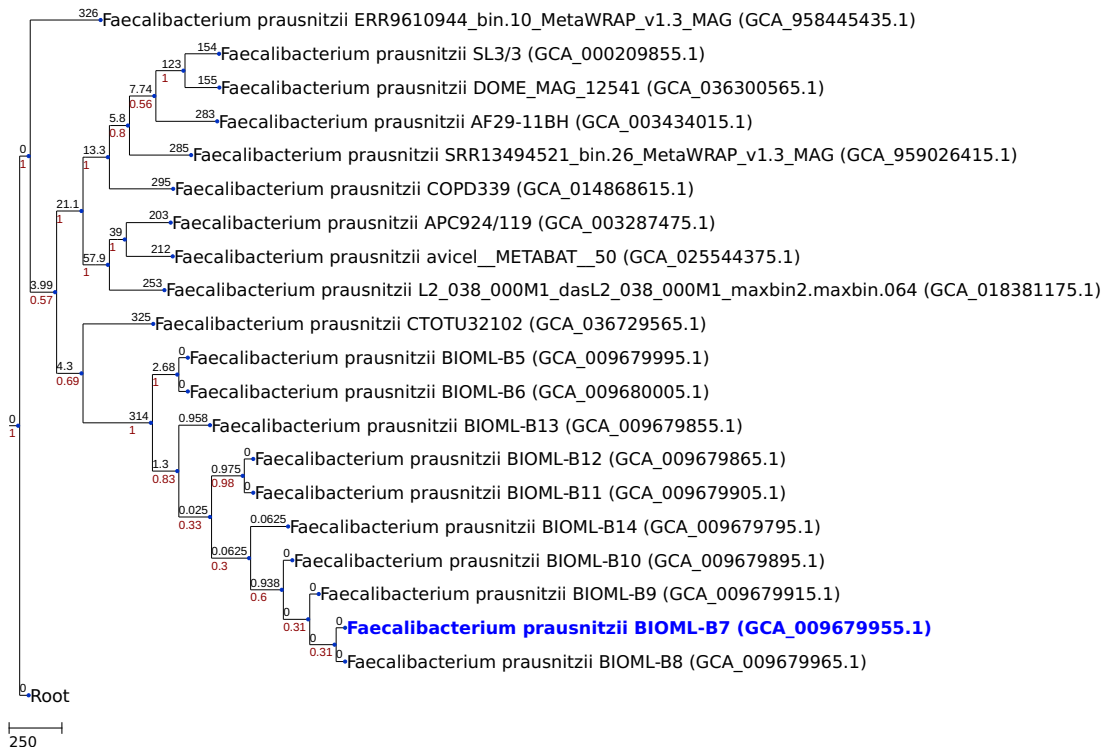 326 Faecalibacterium prausnitzii ERR9610944_bin.10_MetaWRAP_v1.3_MAG (GCA_958445435.1)
154 Faecalibacterium prausnitzii SL3/3 (GCA_000209855.1)
123
1
155 Faecalibacterium prausnitzii DOME_MAG_12541 (GCA_036300565.1)
7.74
0.56
283 Faecalibacterium prausnitzii AF29-11BH (GCA_003434015.1)
5.8
0.8
285 Faecalibacterium prausnitzii SRR13494521_bin.26_MetaWRAP_v1.3_MAG (GCA_959026415.1)
0
1
13.3
1
295 Faecalibacterium prausnitzii COPD339 (GCA_014868615.1)
21.1
1
203 Faecalibacterium prausnitzii APC924/119 (GCA_003287475.1)
39
1
212 Faecalibacterium prausnitzii avicel__METABAT__50 (GCA_025544375.1)
57.9
1
253 Faecalibacterium prausnitzii L2_038_000M1_dasL2_038_000M1_maxbin2.maxbin.064 (GCA_018381175.1)
3.99
0.57
325 Faecalibacterium prausnitzii CTOTU32102 (GCA_036729565.1)
0 Faecalibacterium prausnitzii BIOML-B5 (GCA_009679995.1)
4.3
0.69
2.68
1
0 Faecalibacterium prausnitzii BIOML-B6 (GCA_009680005.1)
0
1
314
1
0.958 Faecalibacterium prausnitzii BIOML-B13 (GCA_009679855.1)
0 Faecalibacterium prausnitzii BIOML-B12 (GCA_009679865.1)
1.3
0.83
0.975
0.98
0 Faecalibacterium prausnitzii BIOML-B11 (GCA_009679905.1)
0.025
0.33
0.0625 Faecalibacterium prausnitzii BIOML-B14 (GCA_009679795.1)
0.0625
0.3
0 Faecalibacterium prausnitzii BIOML-B10 (GCA_009679895.1)
0.938
0.6
0 Faecalibacterium prausnitzii BIOML-B9 (GCA_009679915.1)
0
0.31
0 Faecalibacterium prausnitzii BIOML-B7 (GCA_009679955.1)
0
0.31
0 Faecalibacterium prausnitzii BIOML-B8 (GCA_009679965.1)
0 Root
250